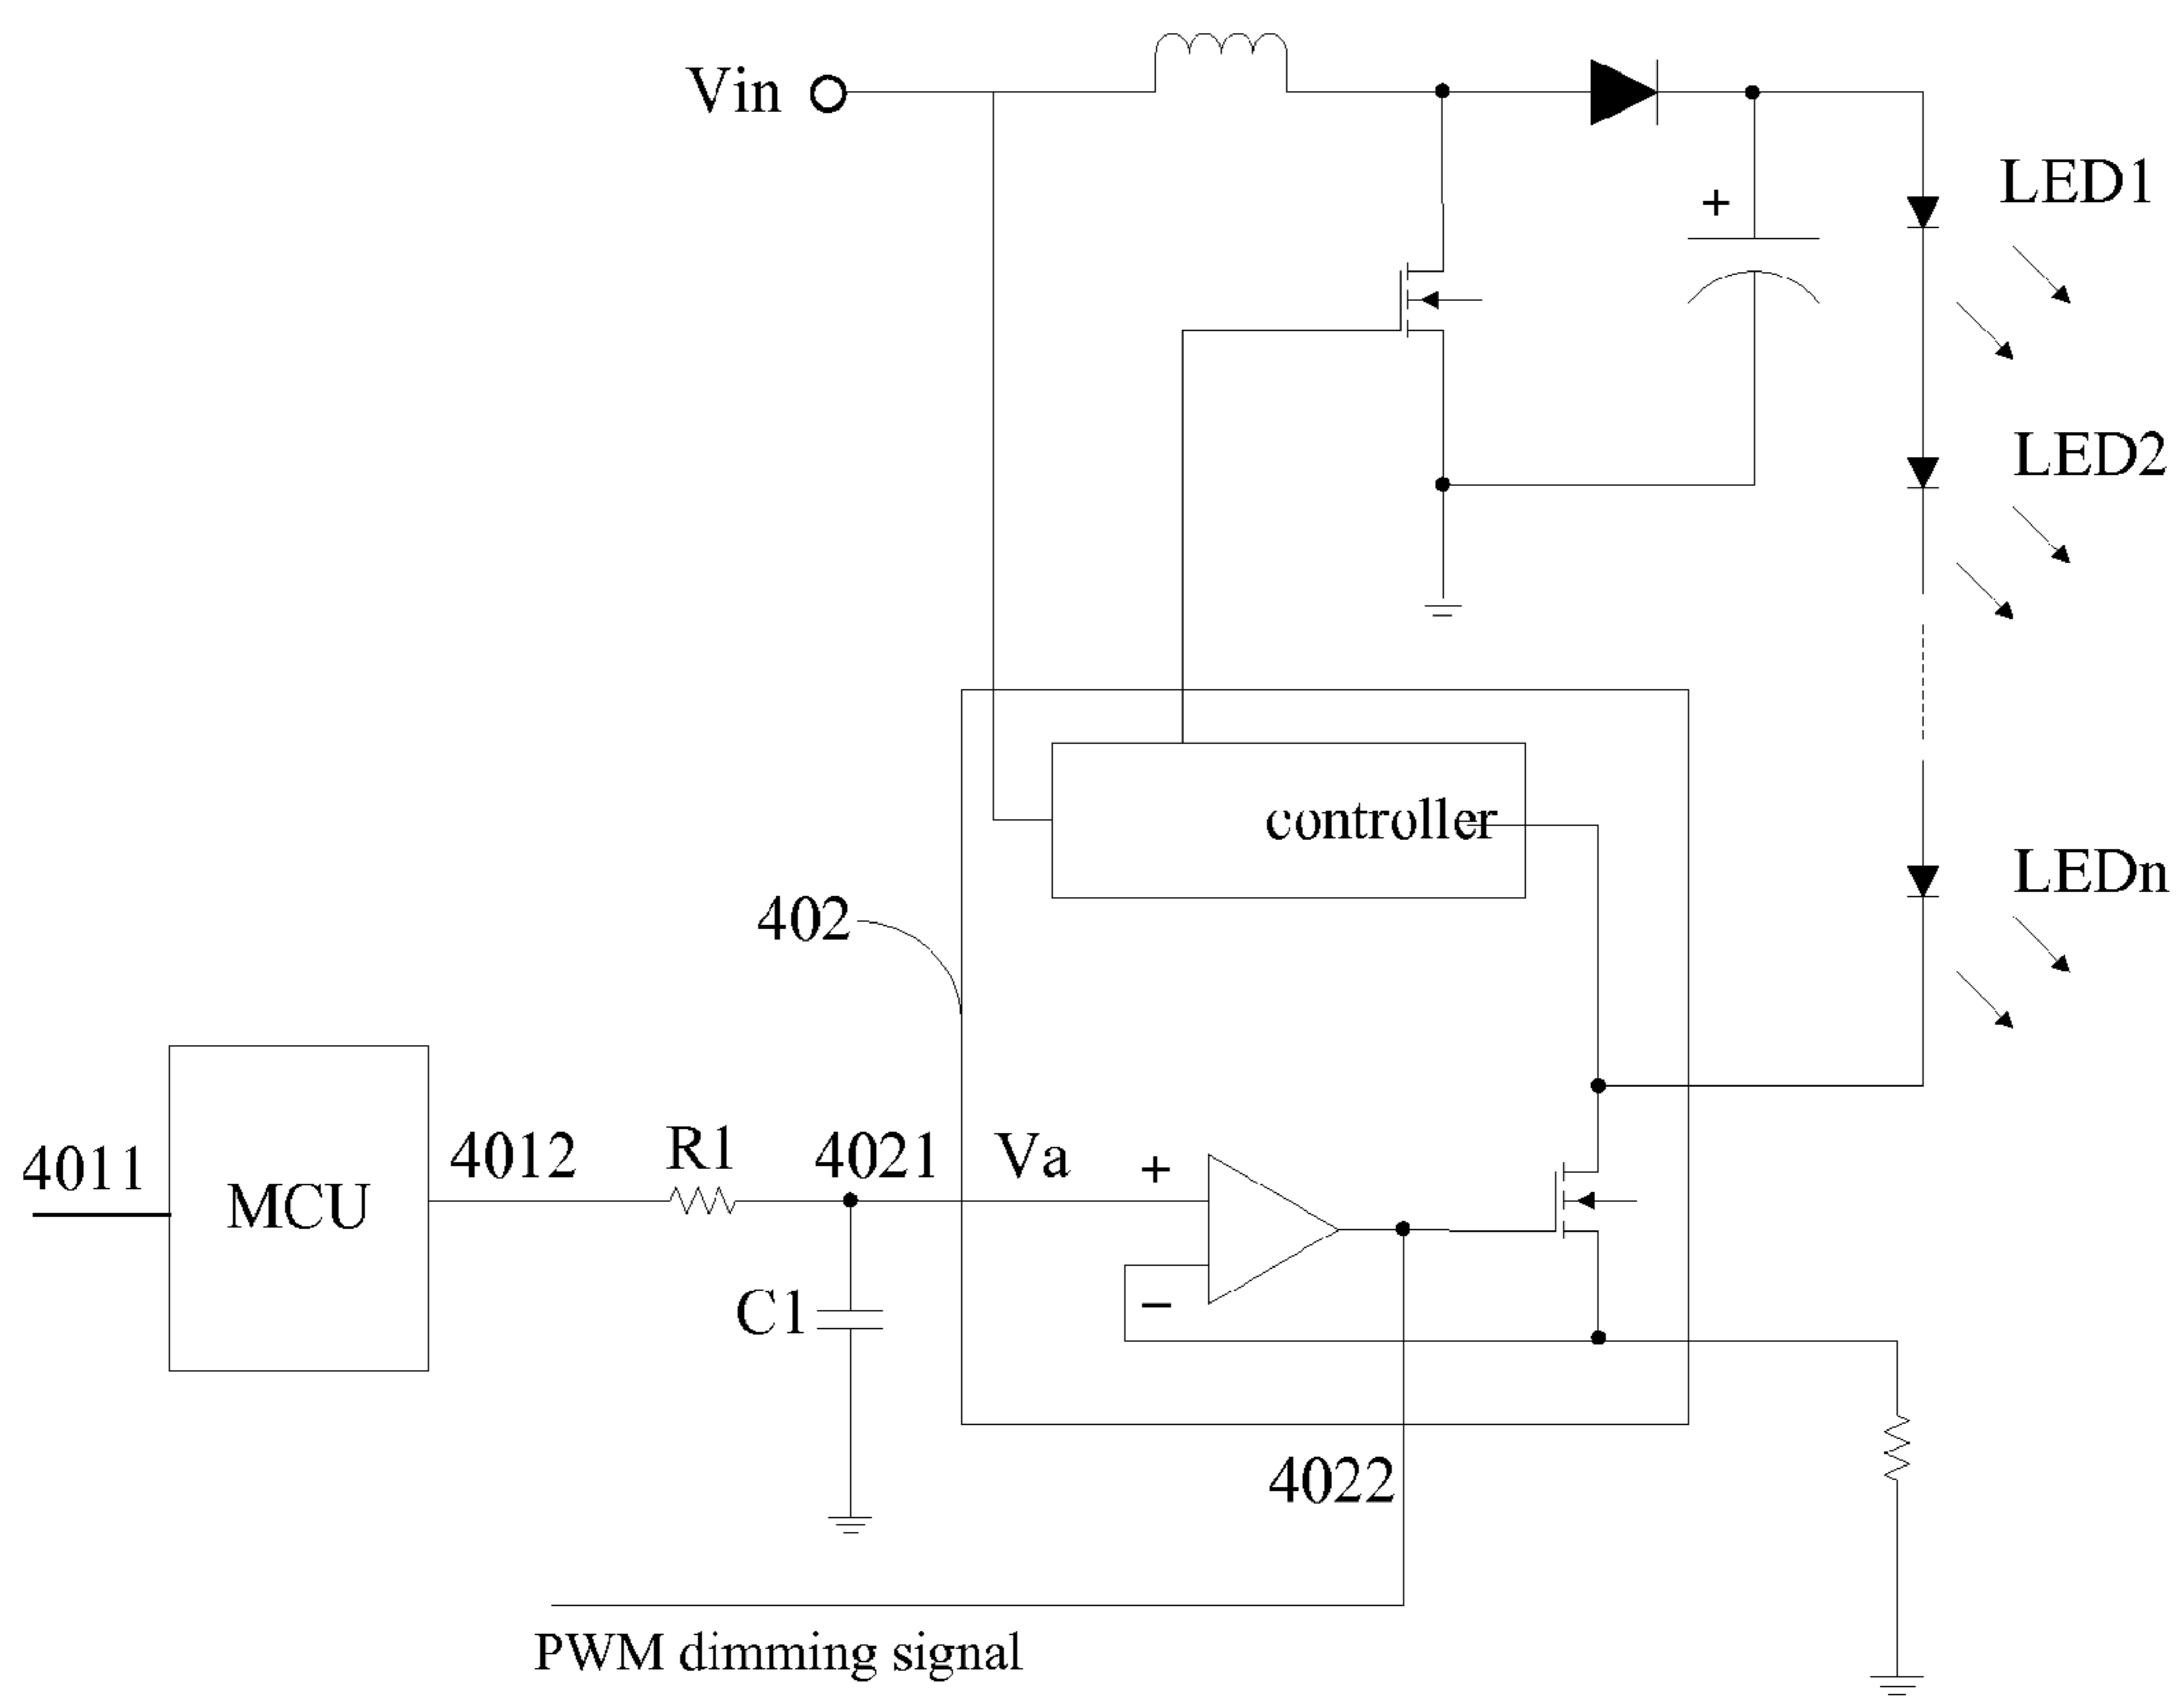 Vin
LED1
+
LED2
controller
LEDn
402
4011
MCU
4012
R1
4021
Va
+
C1
−
4022
PWM dimming signal